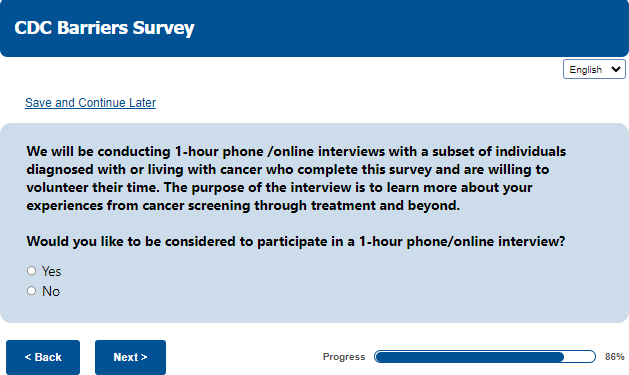 CDC Barriers Survey
English
Save and Continue Later
We will be conducting 1-hour phone /online interviews with a subset of individuals
diagnosed with or living with cancer who complete this survey and are willing to
volunteer their time. The purpose of the interview is to learn more about your
experiences from cancer screening through treatment and beyond.
Would you like to be considered to participate in a 1-hour phone/online interview?
Yes
No
< Back
Next >
Progress
86%